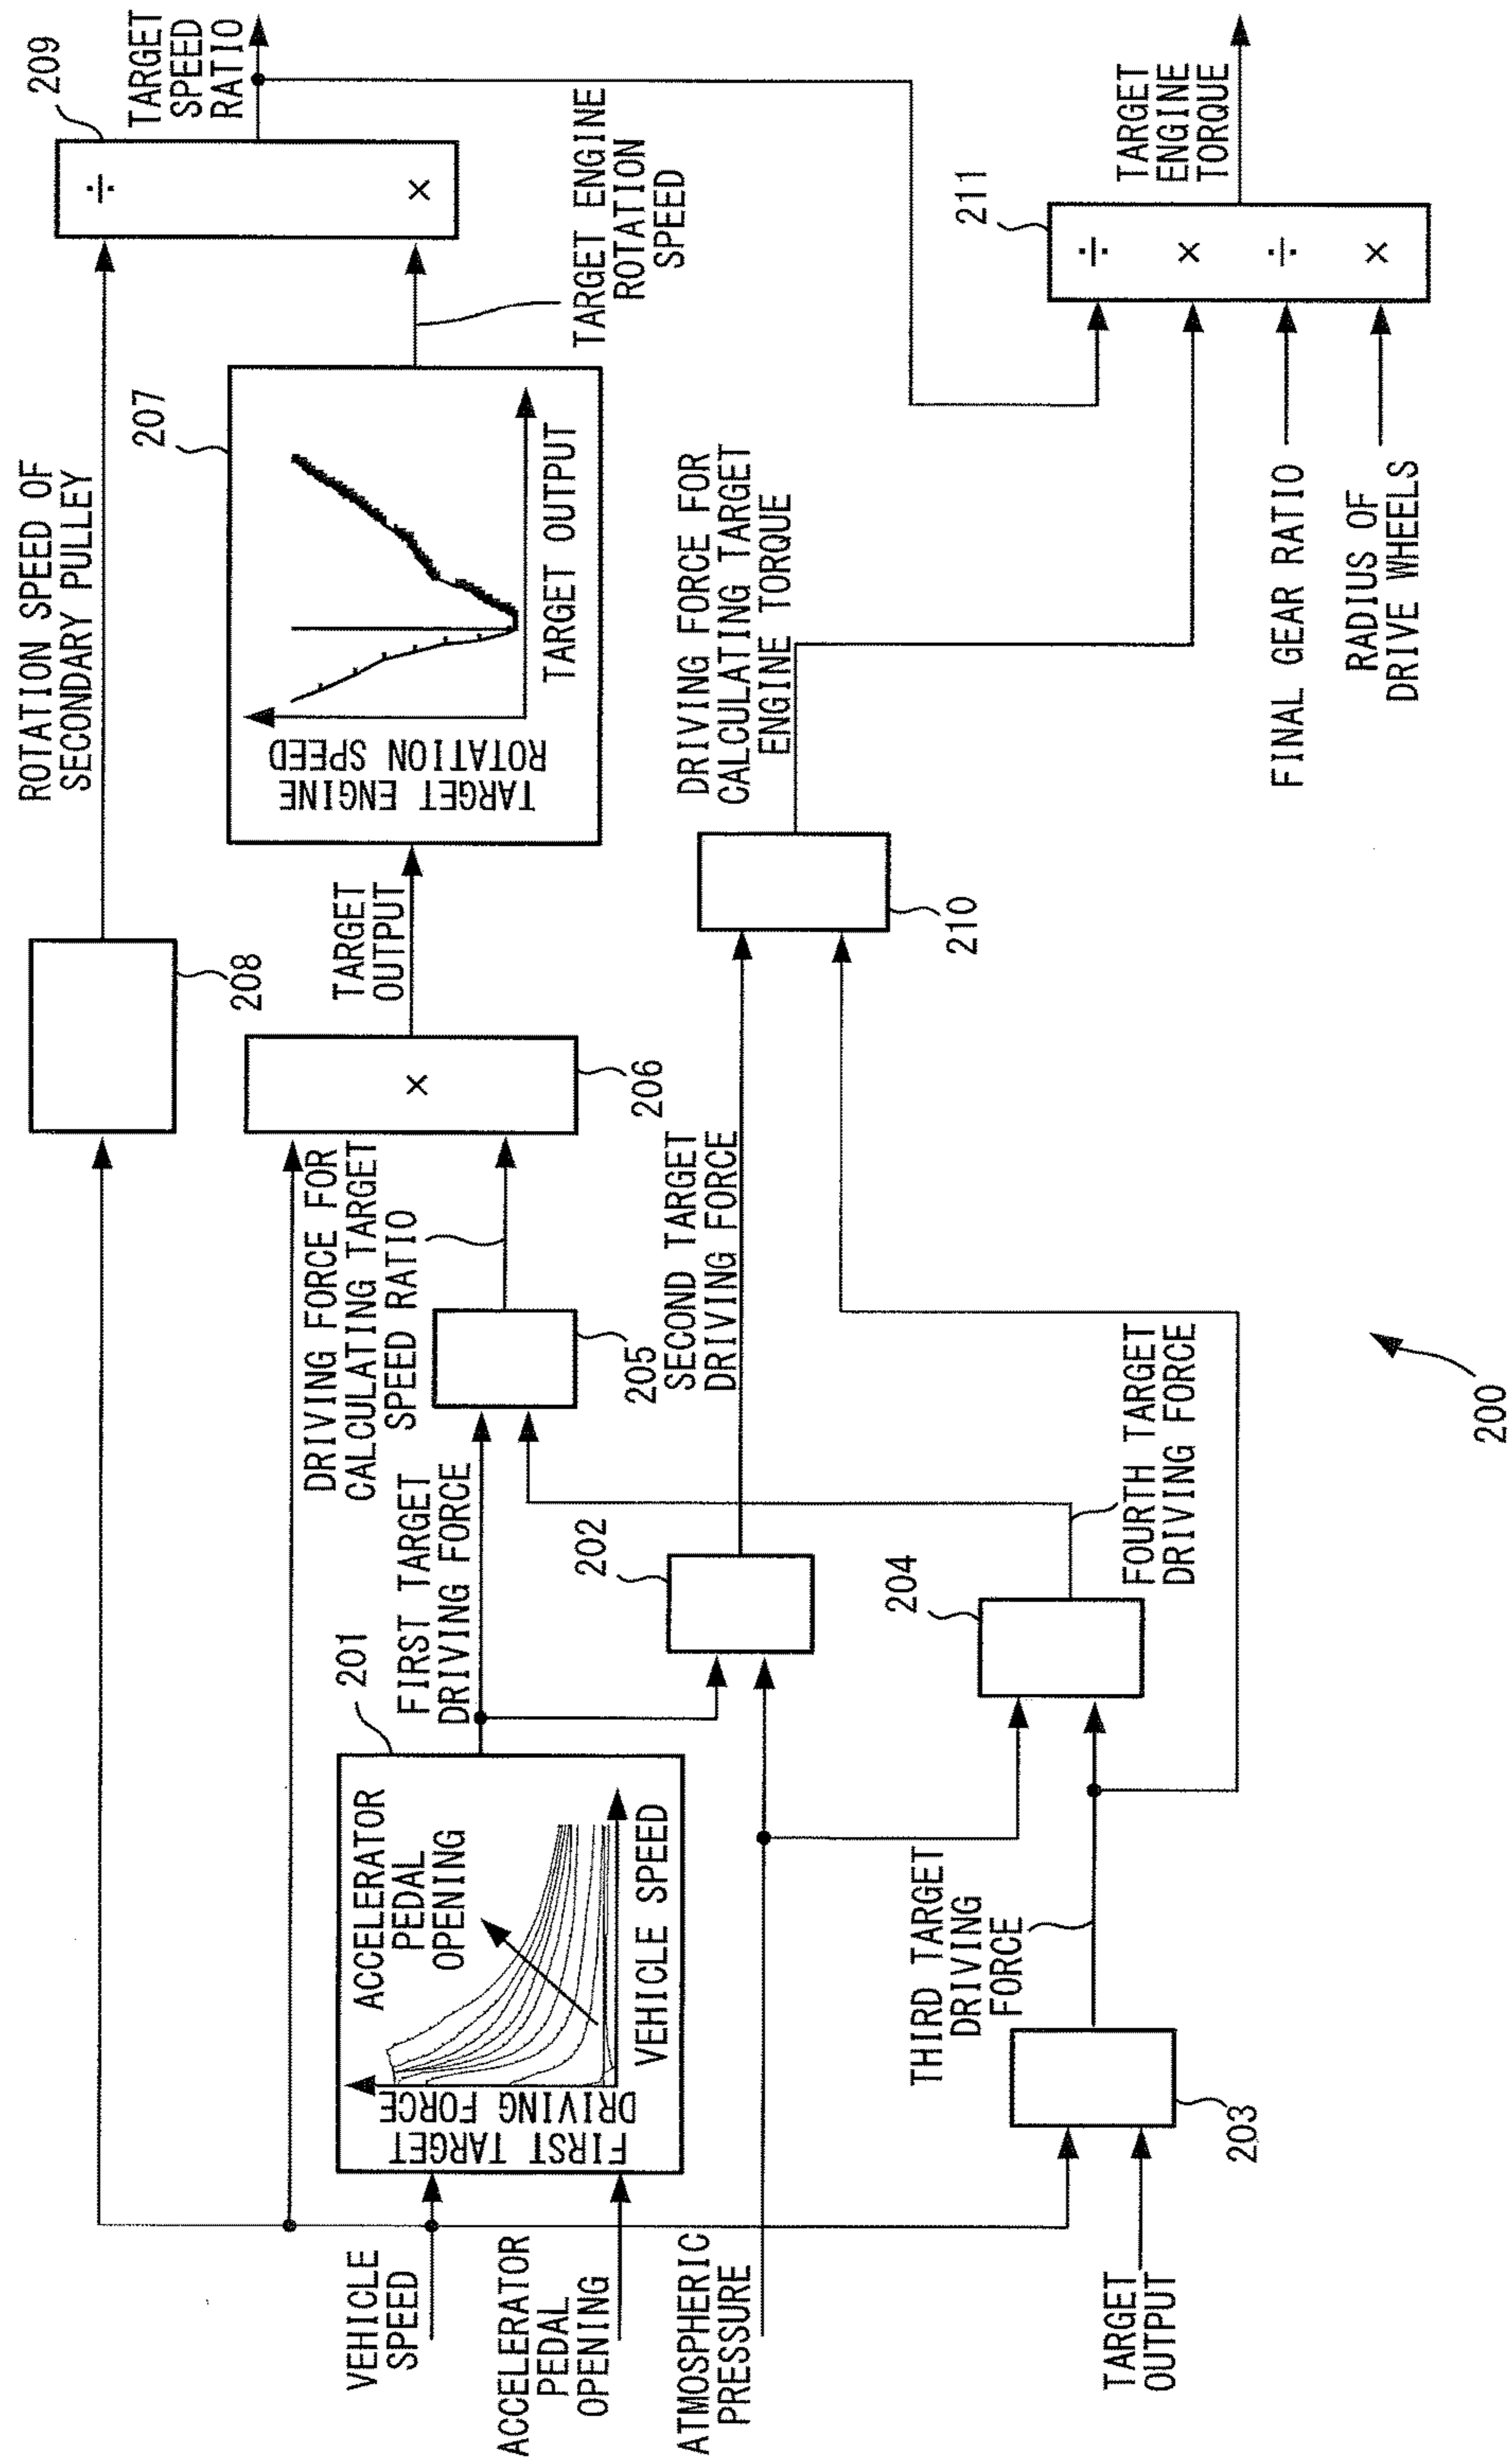 VEHICLE
SPEED
ACCELERATOR
PEDAL
OPENING
ATMOSPHERIC
PRESSURE
TARGET
OUTPUT
201
ACCELERATOR
PEDAL
OPENING
FIRST TARGET
DRIVING FORCE
VEHICLE SPEED
FIRST TARGET
DRIVING FORCE
202
203
THIRD TARGET
DRIVING
FORCE
204
FOURTH TARGET
DRIVING FORCE
205
SECOND TARGET
DRIVING FORCE
DRIVING FORCE FOR
CALCULATING TARGET
SPEED RATIO
206
×
208
TARGET
OUTPUT
ROTATION SPEED OF
SECONDARY PULLEY
207
TARGET ENGINE
ROTATION SPEED
TARGET OUTPUT
210
DRIVING FORCE FOR
CALCULATING TARGET
ENGINE TORQUE
FINAL GEAR RATIO
RADIUS OF
DRIVE WHEELS
TARGET ENGINE
ROTATION
SPEED
209
÷
×
TARGET
SPEED
RATIO
211
÷
×
÷
×
TARGET
ENGINE
TORQUE
200